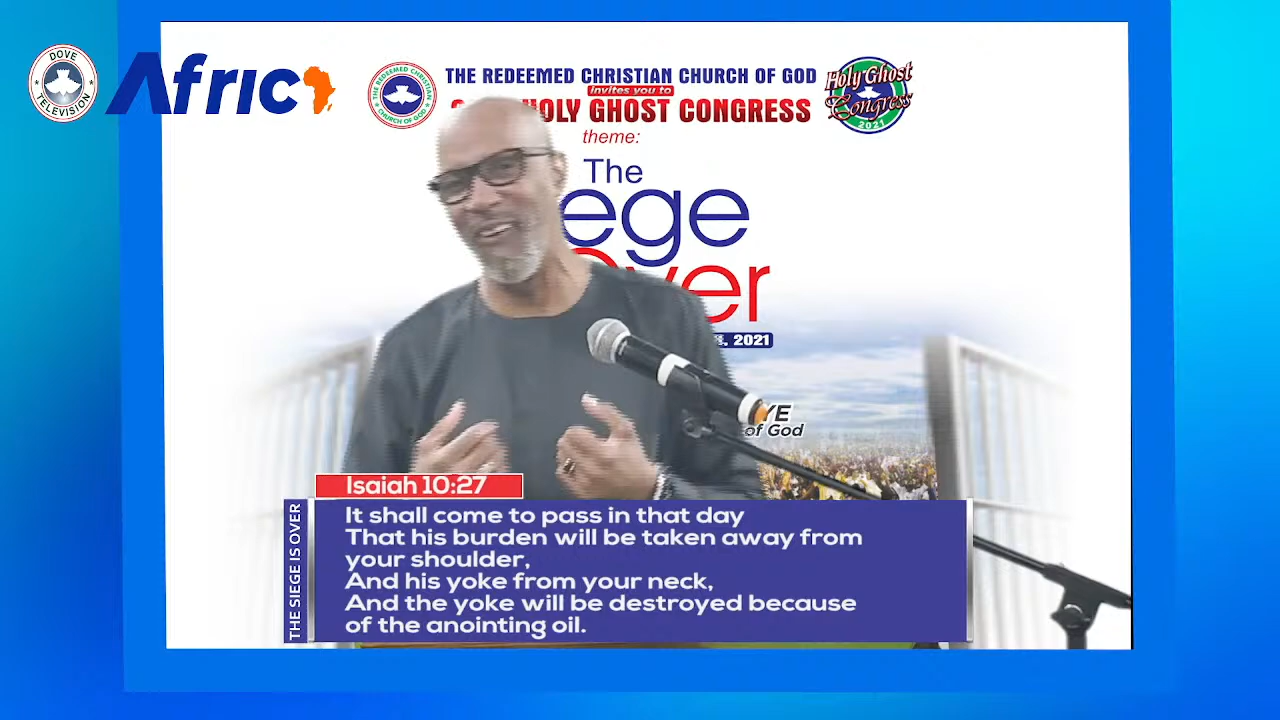 DOVE
TELEVISION
Africa
THE REDEEMED CHRISTIAN
CHURCH OF GOD
THE REDEEMED CHRISTIAN CHURCH OF GOD
Invites you to
HOLY GHOST CONGRESS
theme:
The
ege
ver
, 2021
Holy Ghost
Congress
2021
YE
of God
Isaiah 10:27
THE SIEGE IS OVER
It shall come to pass in that day
That his burden will be taken away from
your shoulder,
And his yoke from your neck,
And the yoke will be destroyed because
of the anointing oil.